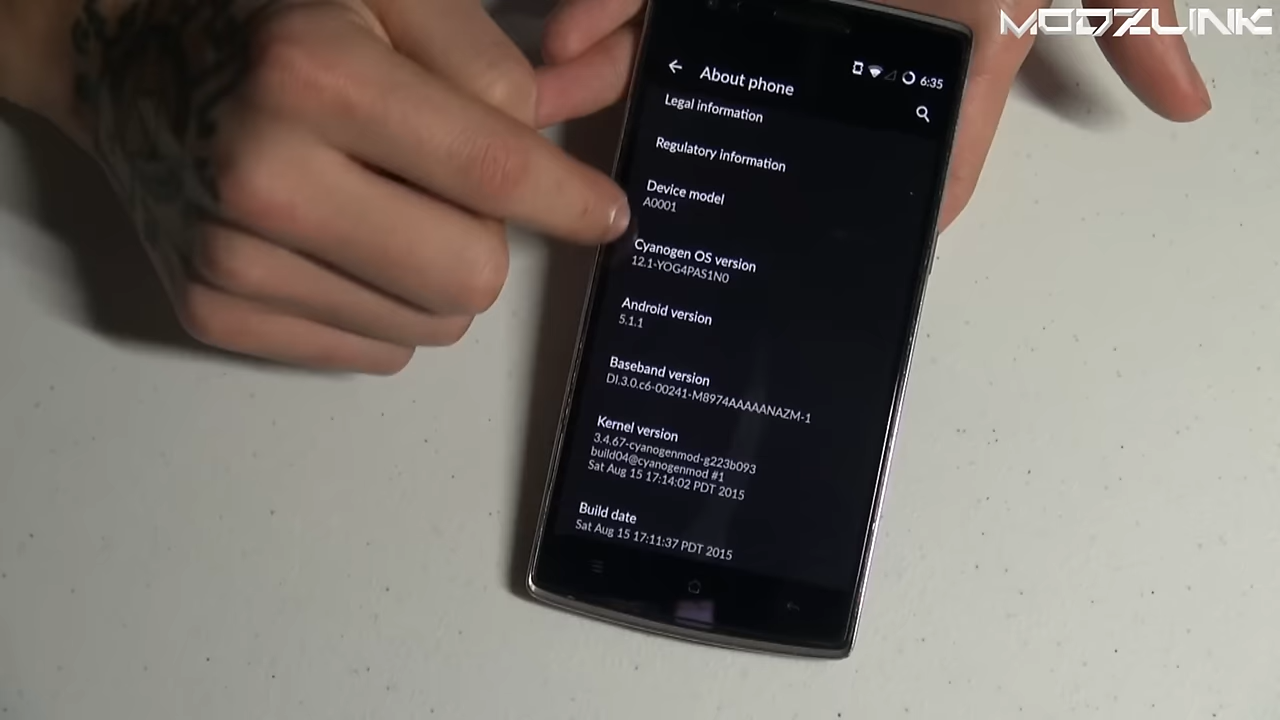 MODZLINK
About phone
6:35
Legal information
Regulatory information
Device model
A0001
Cyanogen OS version
12.1-YOG4PAS1N0
Android version
5.1.1
Baseband version
DI.3.0.c6-00241-M8974AAAAANAZM-1
Kernel version
3.4.67-cyanogenmod-g223b093
build04@cyanogenmod #1
Sat Aug 15 17:14:02 PDT 2015
Build date
Sat Aug 15 17:11:37 PDT 2015